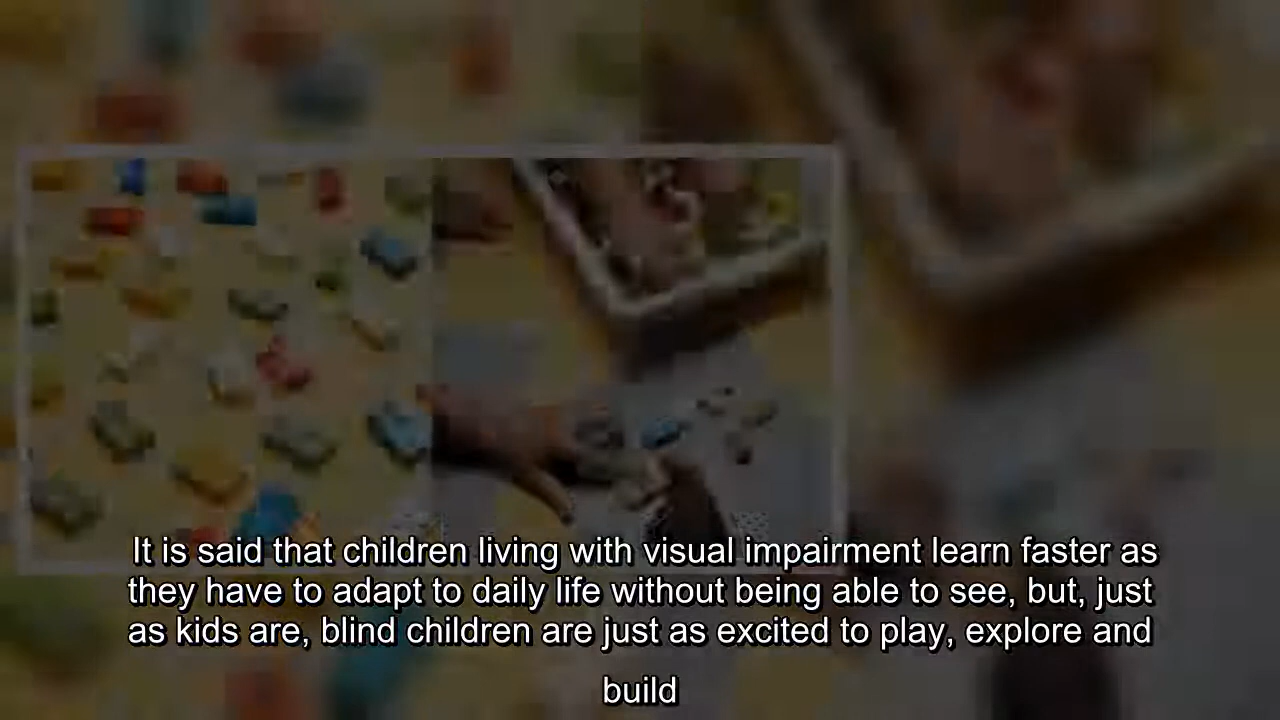 It is said that children living with visual impairment learn faster as
they have to adapt to daily life without being able to see, but, just
as kids are, blind children are just as excited to play, explore and
build